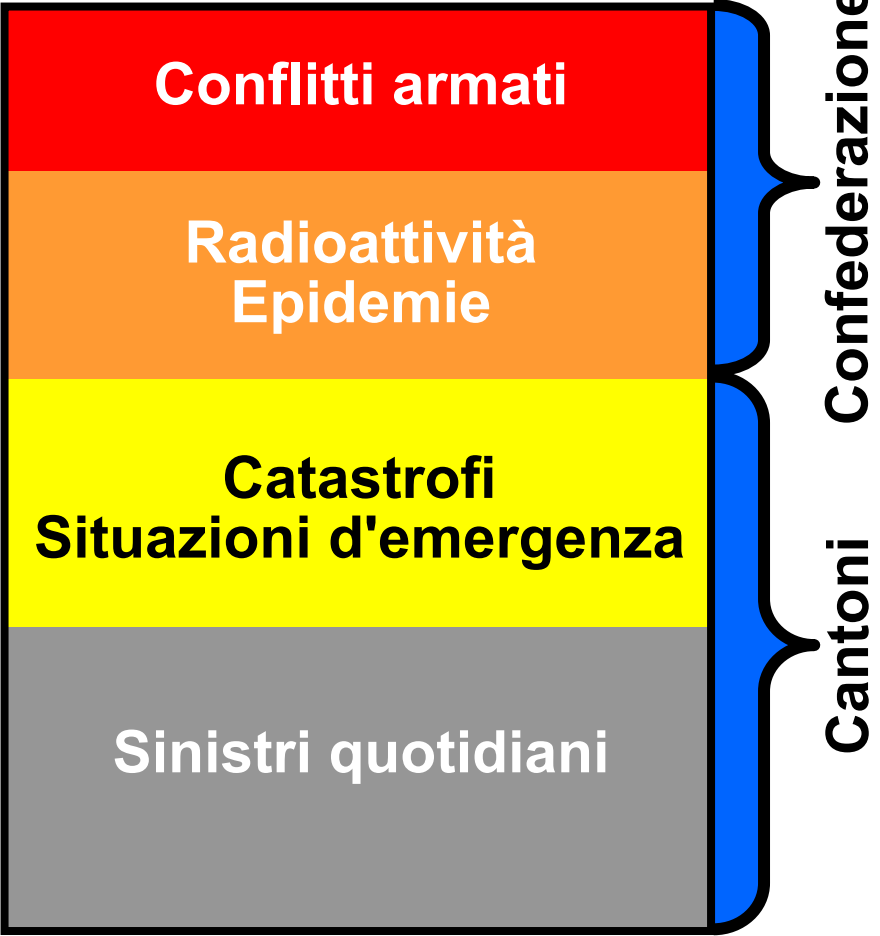 Conflitti armati
Radioattività
Epidemie
Catastrofi
Situazioni d'emergenza
Sinistri quotidiani
Confederazione
Cantoni